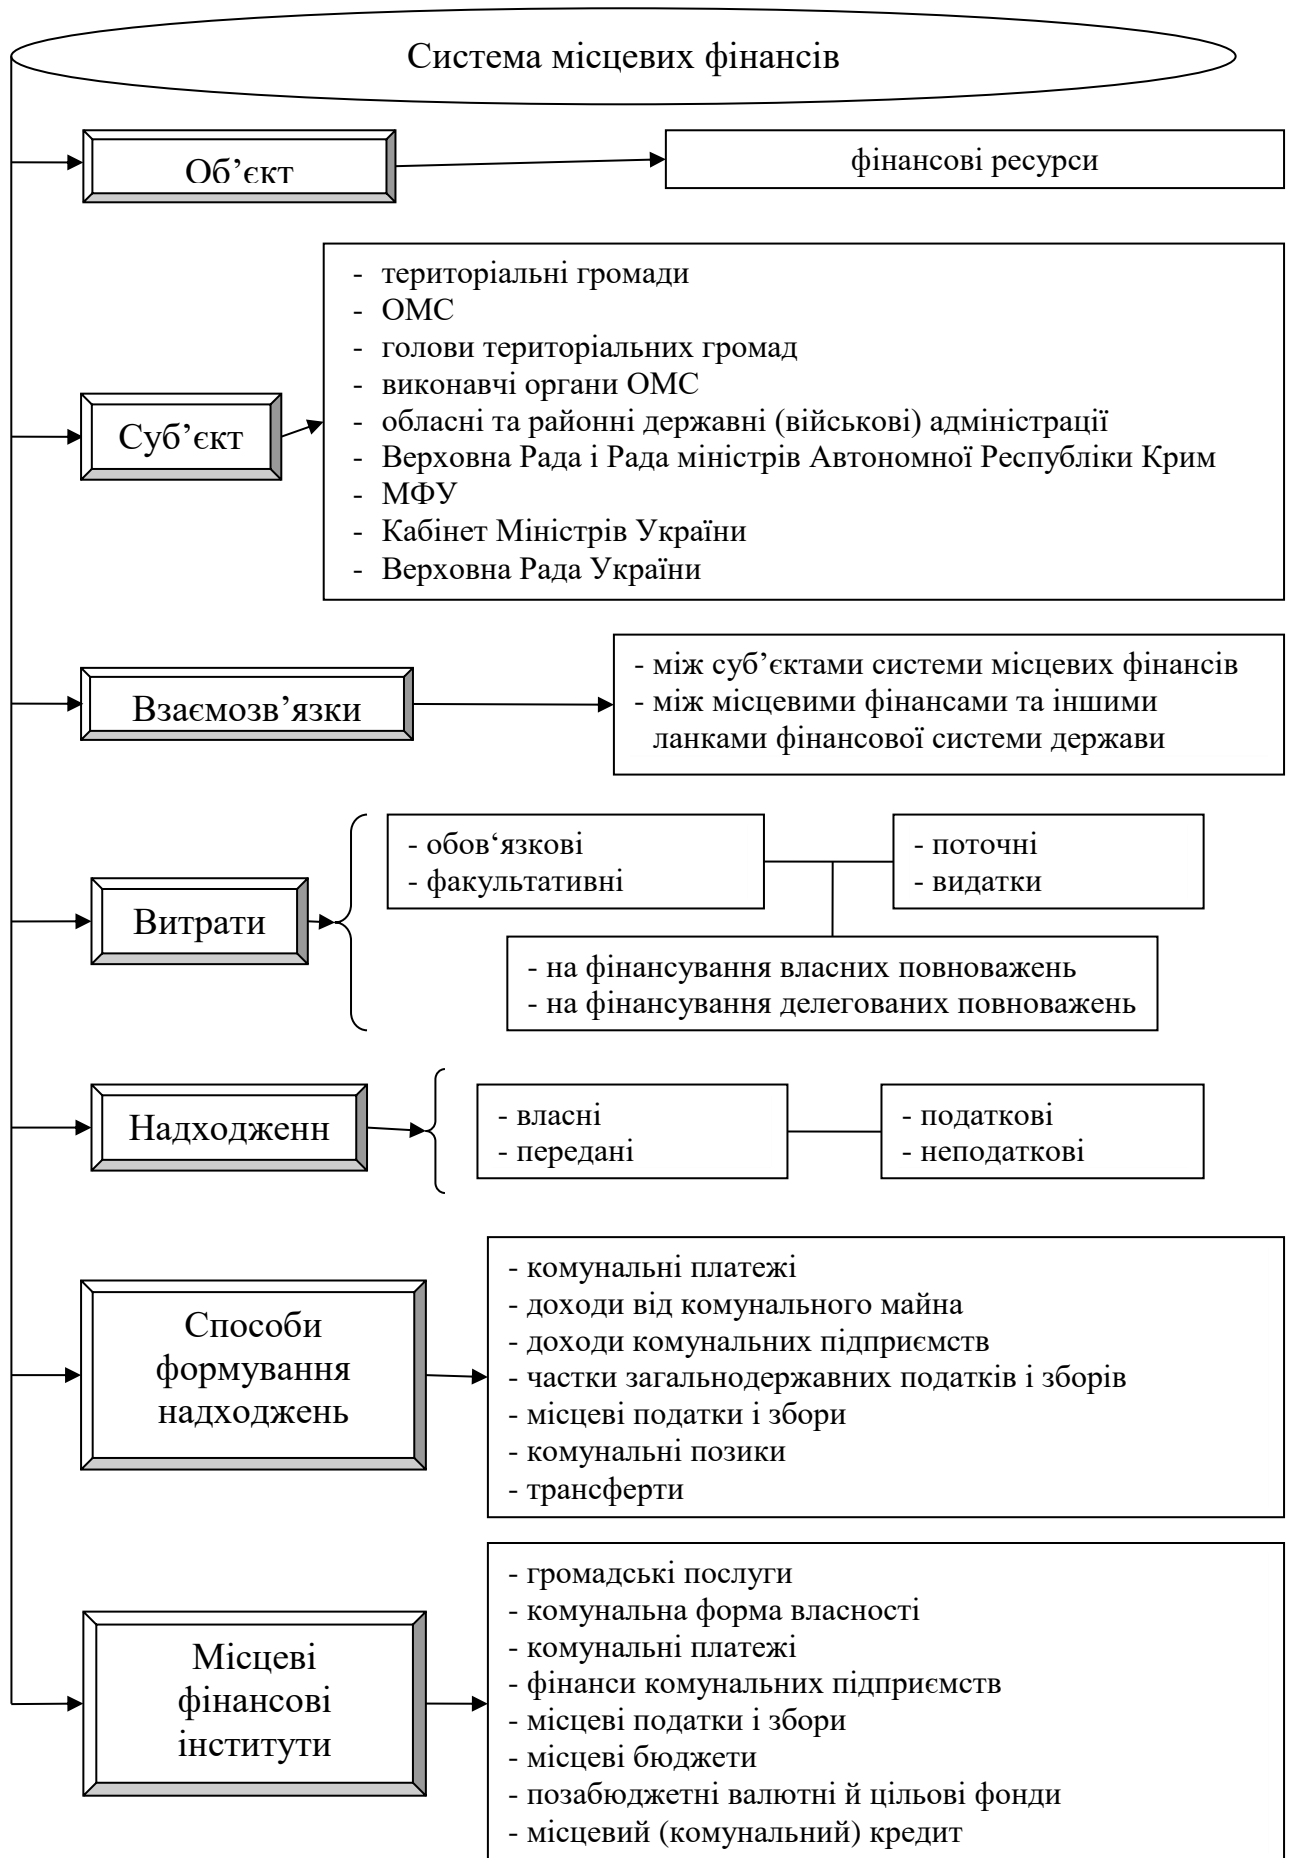 Система місцевих фінансів
Об’єкт
фінансові ресурси
- територіальні громади
- ОМС
- голови територіальних громад
- виконавчі органи ОМС
- обласні та районні державні (військові) адміністрації
- Верховна Рада і Рада міністрів Автономної Республіки Крим
- МФУ
- Кабінет Міністрів України
- Верховна Рада України
Суб’єкт
- між суб’єктами системи місцевих фінансів
- між місцевими фінансами та іншими
ланками фінансової системи держави
Взаємозв’язки
- обов‘язкові
- факультативні
- поточні
- видатки
Витрати
- на фінансування власних повноважень
- на фінансування делегованих повноважень
Надходженн
- власні
- передані
- податкові
- неподаткові
Способи
формування
надходжень
- комунальні платежі
- доходи від комунального майна
- доходи комунальних підприємств
- частки загальнодержавних податків і зборів
- місцеві податки і збори
- комунальні позики
- трансферти
Місцеві
фінансові
інститути
- громадські послуги
- комунальна форма власності
- комунальні платежі
- фінанси комунальних підприємств
- місцеві податки і збори
- місцеві бюджети
- позабюджетні валютні й цільові фонди
- місцевий (комунальний) кредит